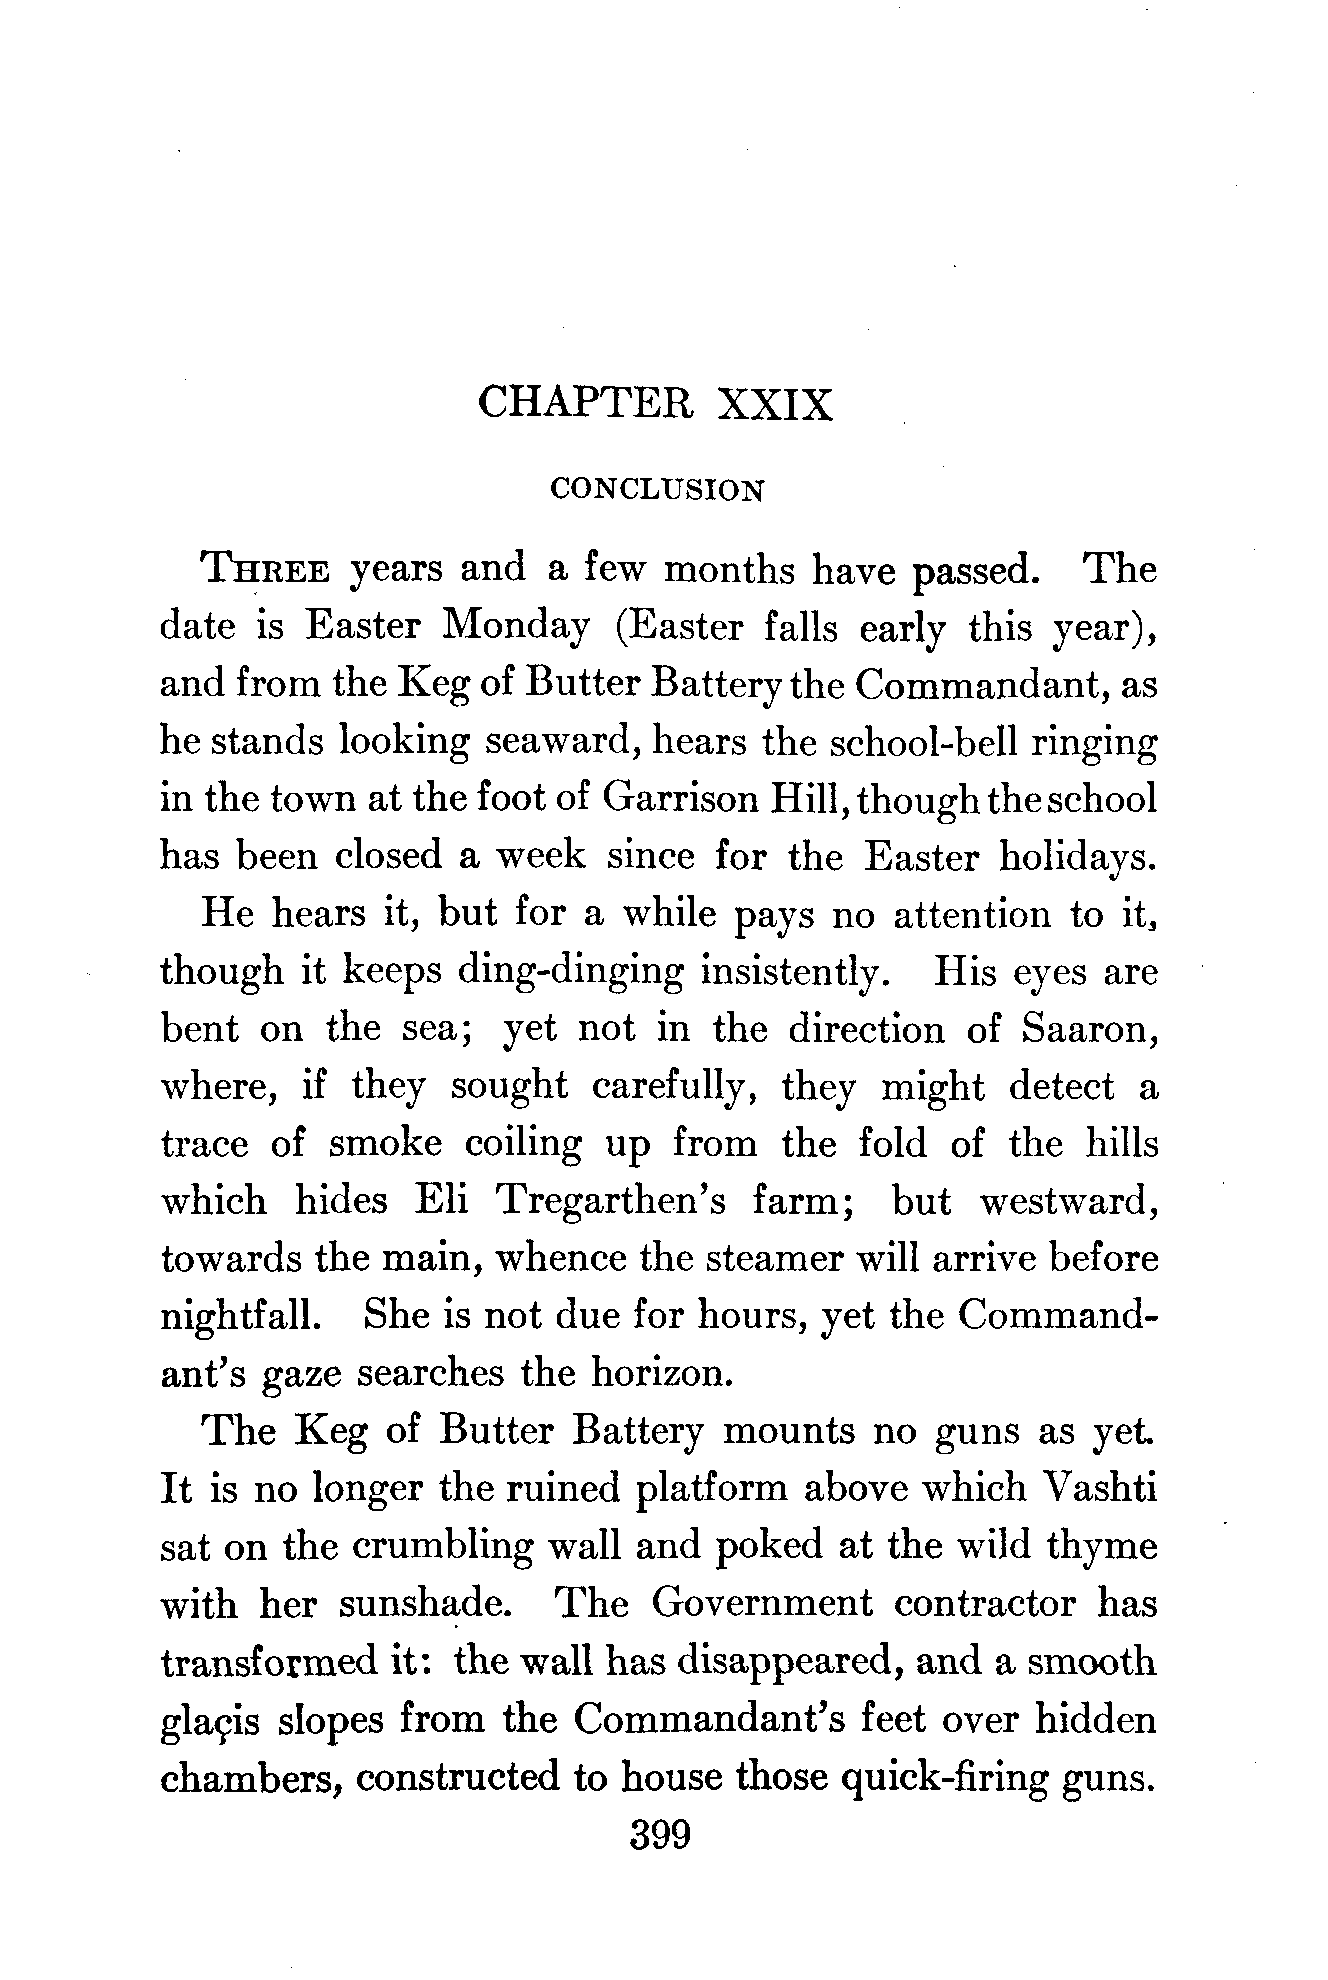 CHAPTER XXIX
CONCLUSION
THREE years and a few months have passed. The
date is Easter Monday (Easter falls early this year),
and from the Keg of Butter Battery the Commandant, as
he stands looking seaward, hears the school-bell ringing
in the town at the foot of Garrison Hill, though the school
has been closed a week since for the Easter holidays.
He hears it, but for a while pays no attention to it,
though it keeps ding-dinging insistently. His eyes are
bent on the sea; yet not in the direction of Saaron,
where, if they sought carefully, they might detect a
trace of smoke coiling up from the fold of the hills
which hides Eli Tregarthen's farm; but westward,
towards the main, whence the steamer will arrive before
nightfall. She is not due for hours, yet the Command-
ant's gaze searches the horizon.
The Keg of Butter Battery mounts no guns as yet.
It is no longer the ruined platform above which Vashti
sat on the crumbling wall and poked at the wild thyme
with her sunshade. The Government contractor has
transformed it: the wall has disappeared, and a smooth
glaçis slopes from the Commandant's feet over hidden
chambers, constructed to house those quick-firing guns.
399